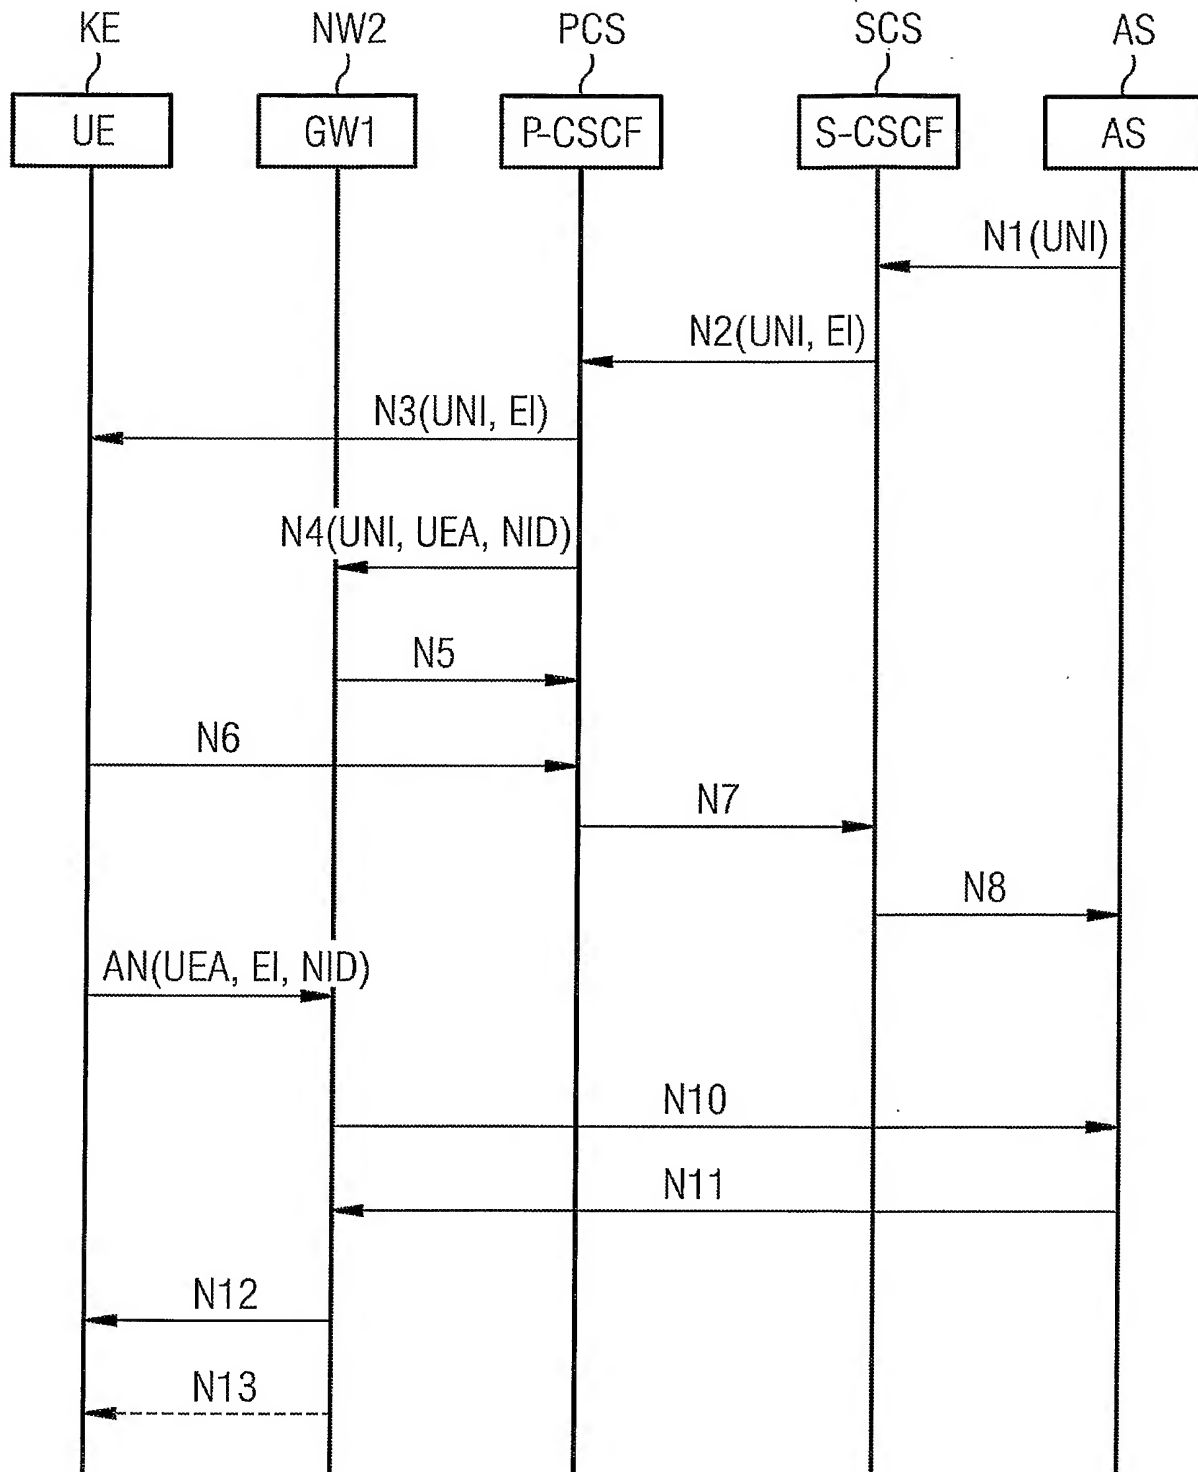 KE NW2 PCS SCS AS
UE GW1 P-CSCF S-CSCF AS
N1(UNI)
N2(UNI, EI)
N3(UNI, EI)
N4(UNI, UEA, NID)
N5
N6
N7
N8
AN(UEA, EI, NID)
N10
N11
N12
N13